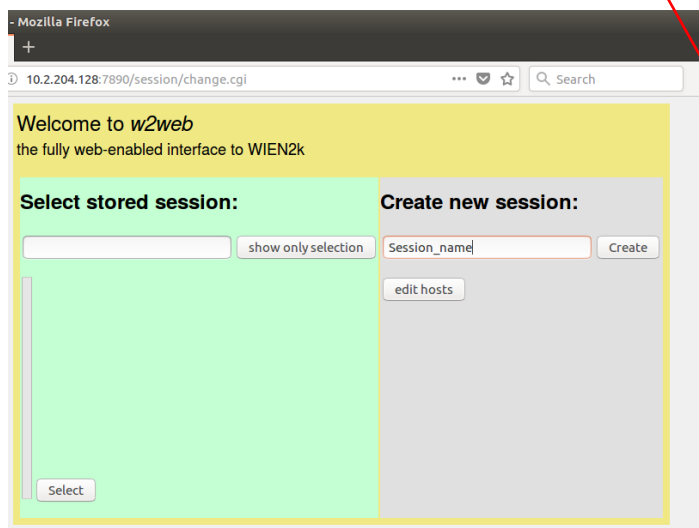 - Mozilla Firefox
+
10.2.204.128:7890/session/change.cgi
Search
Welcome to w2web
the fully web-enabled interface to WIEN2k
Select stored session:
show only selection
Select
Create new session:
Session_name
Create
edit hosts